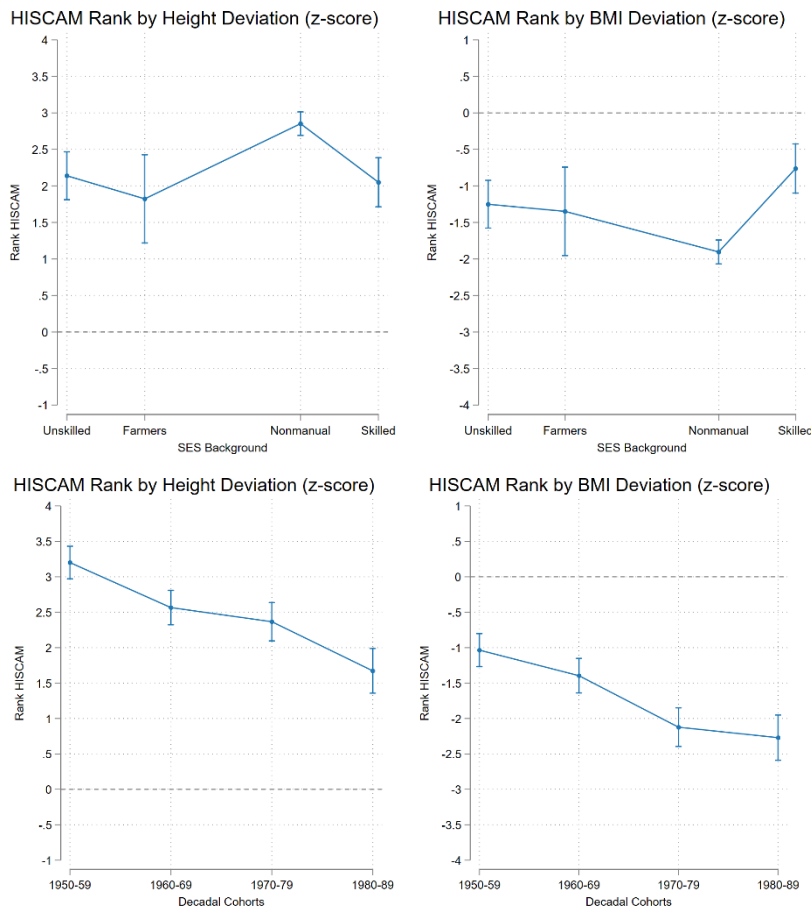 HISCAM Rank by Height Deviation (z-score)
4
3.5
3
2.5
2
1.5
1
.5
0
-.5
-1
Rank HISCAM
Unskilled Farmers Nonmanual Skilled
SES Background
HISCAM Rank by BMI Deviation (z-score)
1
.5
0
-.5
-1
-1.5
-2
-2.5
-3
-3.5
-4
Rank HISCAM
Unskilled Farmers Nonmanual Skilled
SES Background
HISCAM Rank by Height Deviation (z-score)
4
3.5
3
2.5
2
1.5
1
.5
0
-.5
-1
Rank HISCAM
1950-59 1960-69 1970-79 1980-89
Decadal Cohorts
HISCAM Rank by BMI Deviation (z-score)
1
.5
0
-.5
-1
-1.5
-2
-2.5
-3
-3.5
-4
Rank HISCAM
1950-59 1960-69 1970-79 1980-89
Decadal Cohorts